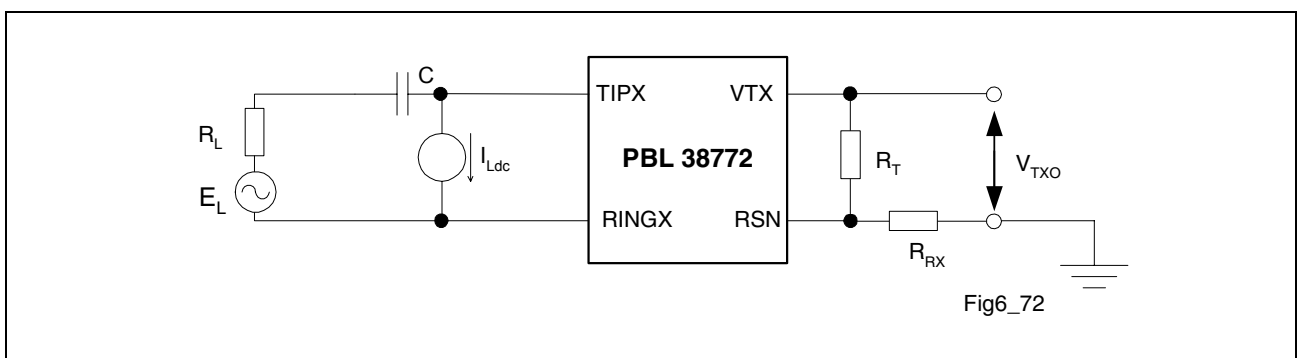 C
TIPX
VTX
R_L
PBL 38772
I_Ldc
R_T
V_TXO
E_L
RINGX
RSN
R_RX
Fig6_72